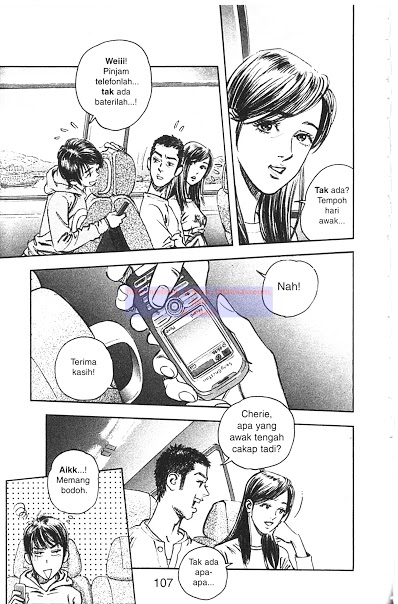 Weiii!
Pinjam
telefonlah...
tak ada
baterilah...!
Tak ada?
Tempoh
hari
awak...
Nah!
Terima
kasih!
Cherie,
apa yang
awak tengah
cakap tadi?
Aikk...!
Memang
bodoh.
Tak ada
apa-
apa...
107